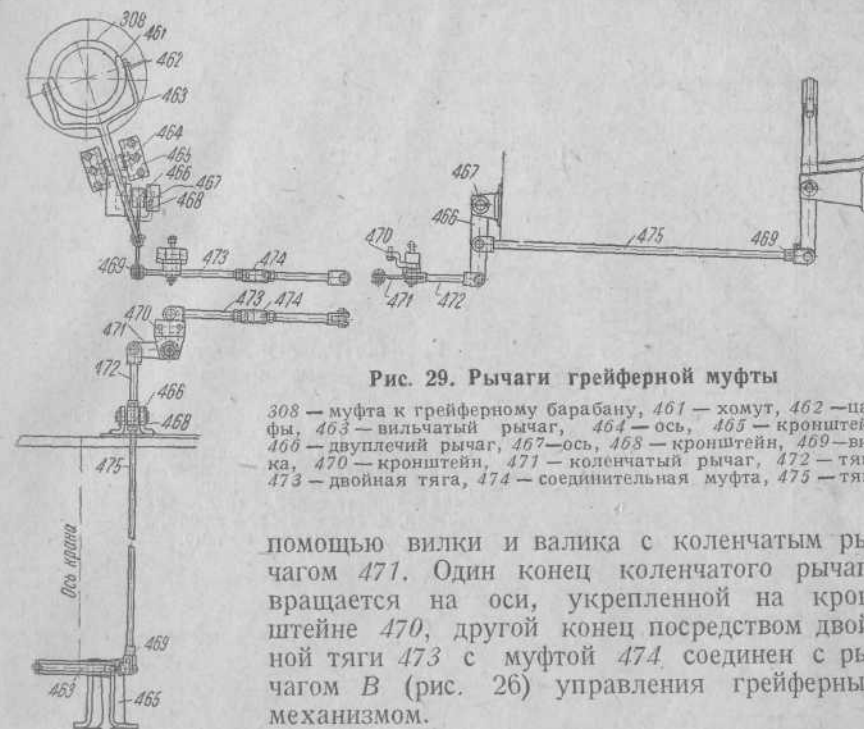 308
461
462
463
464
465
466
467
468
469
473
474
470
471
472
467
466
475
469
470
471
473
474
472
466
468
475
Ось крана
469
463
465
Рис. 29. Рычаги грейферной муфты
308 — муфта к грейферному барабану, 461 — хомут, 462 — ца
фы, 463 — вильчатый рычаг, 464 — ось, 465 — кронштей
466 — двуплечий рычаг, 467 — ось, 468 — кронштейн, 469 — ви
ка, 470 — кронштейн, 471 — коленчатый рычаг, 472 — тяг
473 — двойная тяга, 474 — соединительная муфта, 475 — тяг
помощью вилки и валика с коленчатым ры
чагом 471. Один конец коленчатого рычаг
вращается на оси, укрепленной на крон
штейне 470, другой конец посредством двой
ной тяги 473 с муфтой 474 соединен с ры
чагом В (рис. 26) управления грейферны
механизмом.